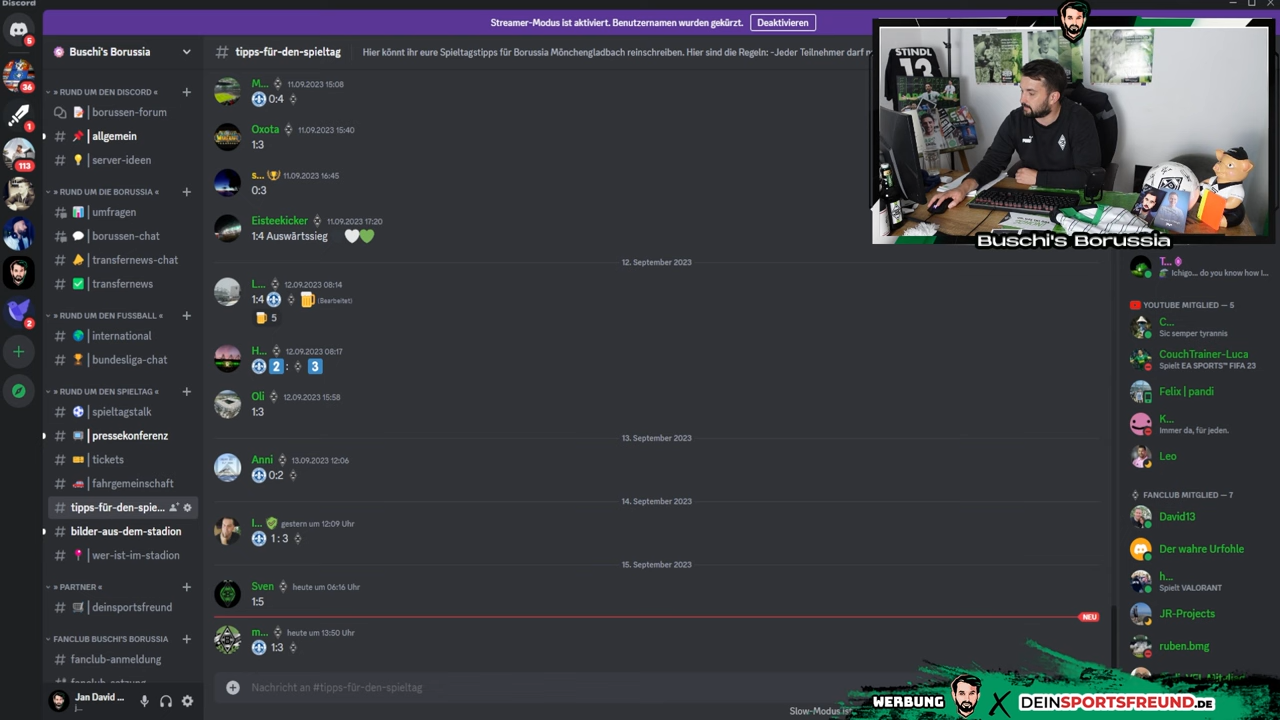 Discord
Streamer-Modus ist aktiviert. Benutzernamen wurden gekürzt.
Deaktivieren
Buschi's Borussia
tipps-für-den-spieltag
Hier könnt ihr eure Spieltagstipps für Borussia Mönchengladbach reinschreiben. Hier sind die Regeln: -Jeder Teilnehmer darf
5
36
1
113
2
» RUND UM DEN DISCORD «
borussen-forum
allgemein
server-ideen
» RUND UM DIE BORUSSIA «
umfragen
borussen-chat
transfernews-chat
transfernews
» RUND UM DEN FUSSBALL «
international
bundesliga-chat
» RUND UM DEN SPIELTAG «
spieltagstalk
pressekonferenz
tickets
fahrgemeinschaft
tipps-für-den-spie...
bilder-aus-dem-stadion
wer-ist-im-stadion
» PARTNER «
deinsportsfreund
FANCLUB BUSCHI'S BORUSSIA
fanclub-anmeldung
fanclub-satzung
Jan David ...
M... 11.09.2023 15:08
0:4
Oxota 11.09.2023 15:40
1:3
s... 11.09.2023 16:45
0:3
Eisteekicker 11.09.2023 17:20
1:4 Auswärtssieg
12. September 2023
L... 12.09.2023 08:14
1:4 (Bearbeitet)
5
H... 12.09.2023 08:17
2 : 3
Oli 12.09.2023 15:58
1:3
13. September 2023
Anni 13.09.2023 12:06
0:2
14. September 2023
I... gestern um 12:09 Uhr
1 : 3
15. September 2023
Sven heute um 06:16 Uhr
1:5
NEU
m... heute um 13:50 Uhr
1:3
Nachricht an #tipps-für-den-spieltag
Slow-Modus ist
STINDL
13
Buschi's Borussia
T...
Ichigo... do you know how I...
YOUTUBE MITGLIED — 5
C...
Sic semper tyrannis
CouchTrainer-Luca
Spielt EA SPORTS™ FIFA 23
Felix | pandi
K...
Immer da, für jeden.
Leo
FANCLUB MITGLIED — 7
David13
Der wahre Urfohle
h...
Spielt VALORANT
JR-Projects
ruben.bmg
WERBUNG X DEINSPORTSFREUND.DE